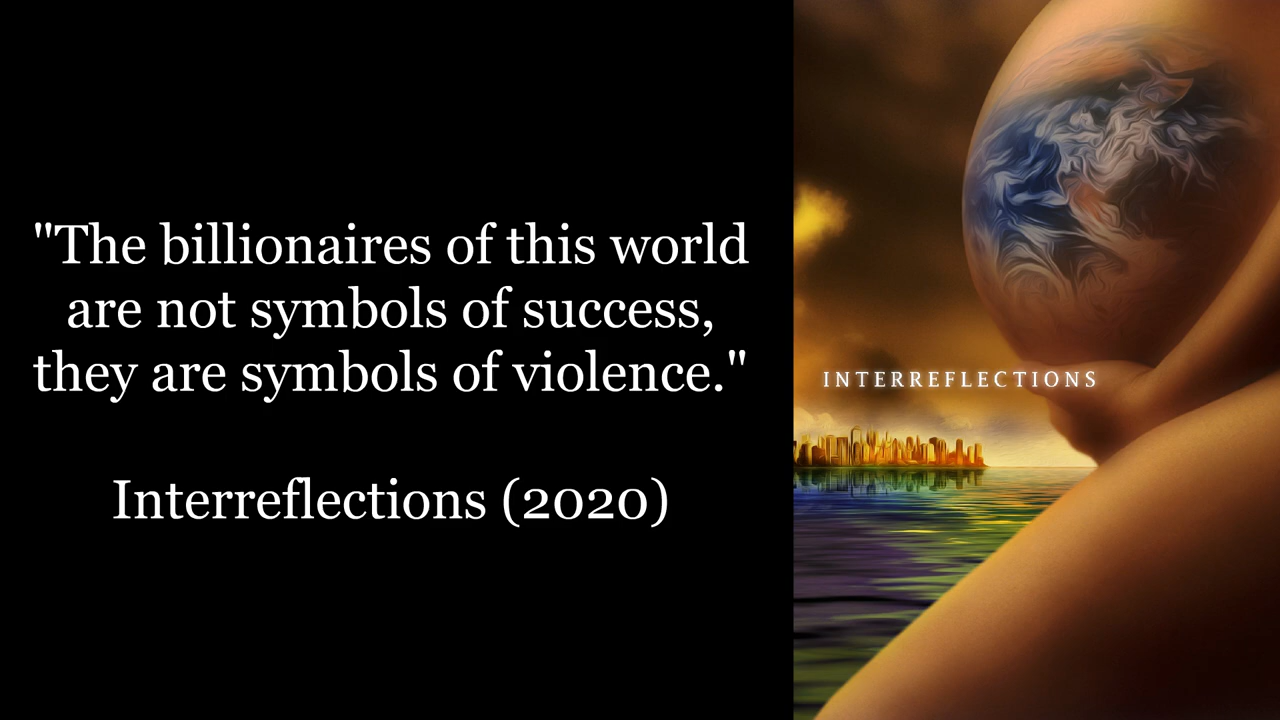 "The billionaires of this world
are not symbols of success,
they are symbols of violence."
Interreflections (2020)
INTERREFLECTIONS